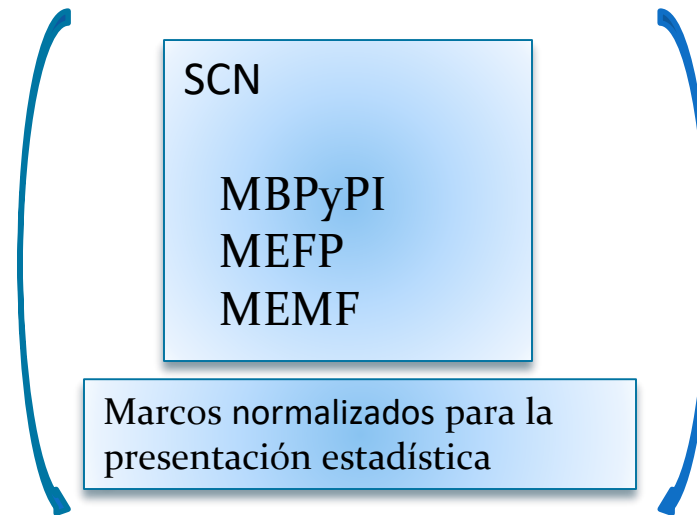 SCN
MBPyPI
MEFP
MEMF
Marcos normalizados para la
presentación estadística